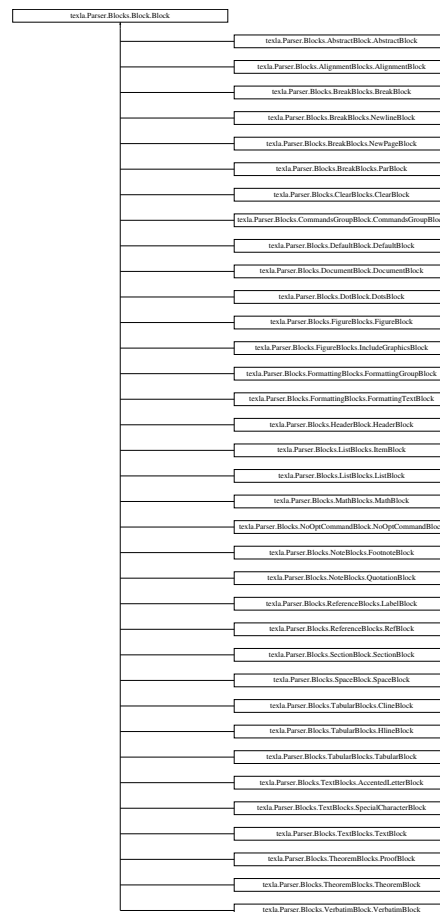 texla.Parser.Blocks.Block.Block
texla.Parser.Blocks.AbstractBlock.AbstractBlock
texla.Parser.Blocks.AlignmentBlock.AlignmentBlock
texla.Parser.Blocks.BreakBlocks.BreakBlock
texla.Parser.Blocks.BreakBlocks.NewlineBlock
texla.Parser.Blocks.BreakBlocks.NewPageBlock
texla.Parser.Blocks.BreakBlocks.ParBlock
texla.Parser.Blocks.ClearBlock.ClearBlock
texla.Parser.Blocks.CommandsGroupBlock.CommandsGroupBloc
texla.Parser.Blocks.DefaultBlock.DefaultBlock
texla.Parser.Blocks.DocumentBlock.DocumentBlock
texla.Parser.Blocks.DotBlock.DotsBlock
texla.Parser.Blocks.FigureBlocks.FigureBlock
texla.Parser.Blocks.FigureBlocks.IncludeGraphicsBlock
texla.Parser.Blocks.FormattingBlocks.FormattingGroupBlock
texla.Parser.Blocks.FormattingBlocks.FormattingTextBlock
texla.Parser.Blocks.HeaderBlock.HeaderBlock
texla.Parser.Blocks.ListBlocks.ItemBlock
texla.Parser.Blocks.ListBlocks.ListBlock
texla.Parser.Blocks.MathBlocks.MathBlock
texla.Parser.Blocks.NoOptCommandBlock.NoOptCommandBloc
texla.Parser.Blocks.NoteBlocks.FootnoteBlock
texla.Parser.Blocks.NoteBlocks.QuotationBlock
texla.Parser.Blocks.ReferenceBlocks.LabelBlock
texla.Parser.Blocks.ReferenceBlocks.RefBlock
texla.Parser.Blocks.SectionBlock.SectionBlock
texla.Parser.Blocks.SpaceBlock.SpaceBlock
texla.Parser.Blocks.TabularBlocks.ClineBlock
texla.Parser.Blocks.TabularBlocks.HlineBlock
texla.Parser.Blocks.TabularBlocks.TabularBlock
texla.Parser.Blocks.TextBlocks.AccentedLetterBlock
texla.Parser.Blocks.TextBlocks.SpecialCharacterBlock
texla.Parser.Blocks.TextBlocks.TextBlock
texla.Parser.Blocks.TheoremBlocks.ProofBlock
texla.Parser.Blocks.TheoremBlocks.TheoremBlock
texla.Parser.Blocks.VerbatimBlock.VerbatimBlock